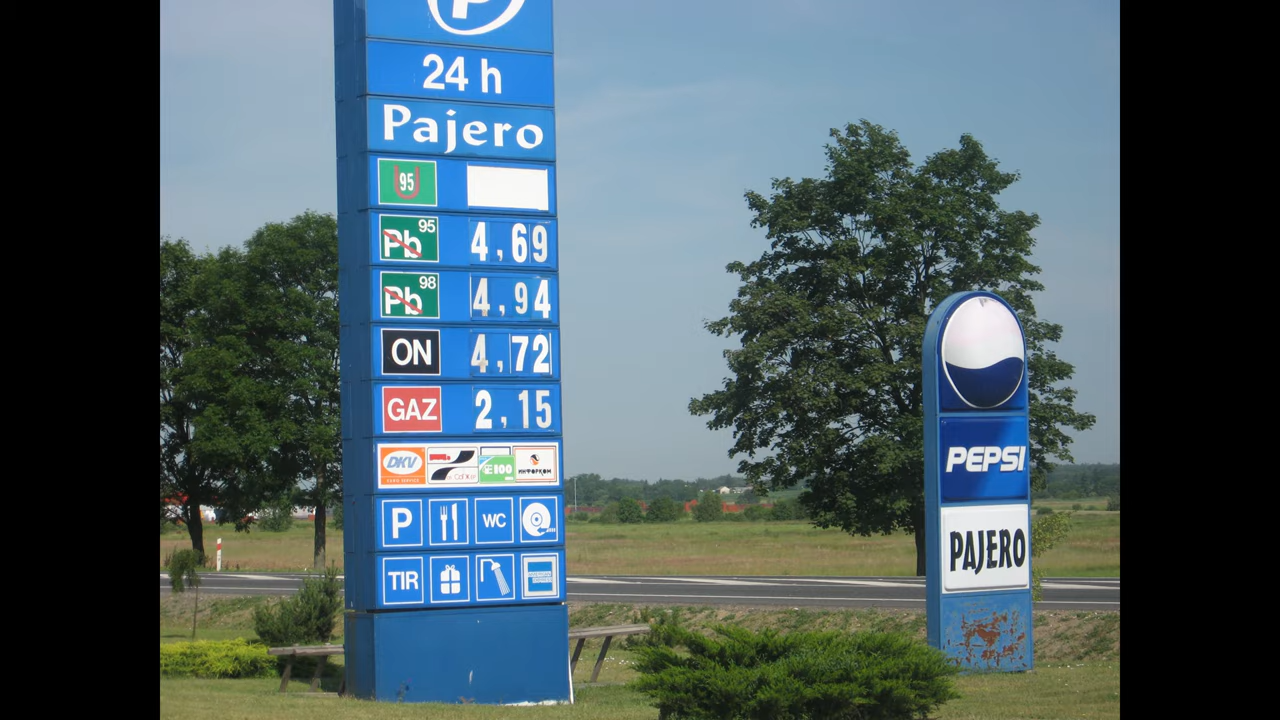 P
24 h
Pajero
95
Pb 95 4,69
Pb 98 4,94
ON 4,72
GAZ 2,15
DKV
E100
ИНФОРКОМ
P
WC
TIR
PEPSI
PAJERO